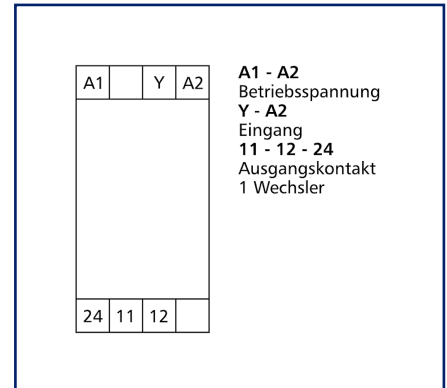 A1 Y A2
A1 - A2
Betriebsspannung
Y - A2
Eingang
11 - 12 - 24
Ausgangskontakt
1 Wechsler
24 11 12